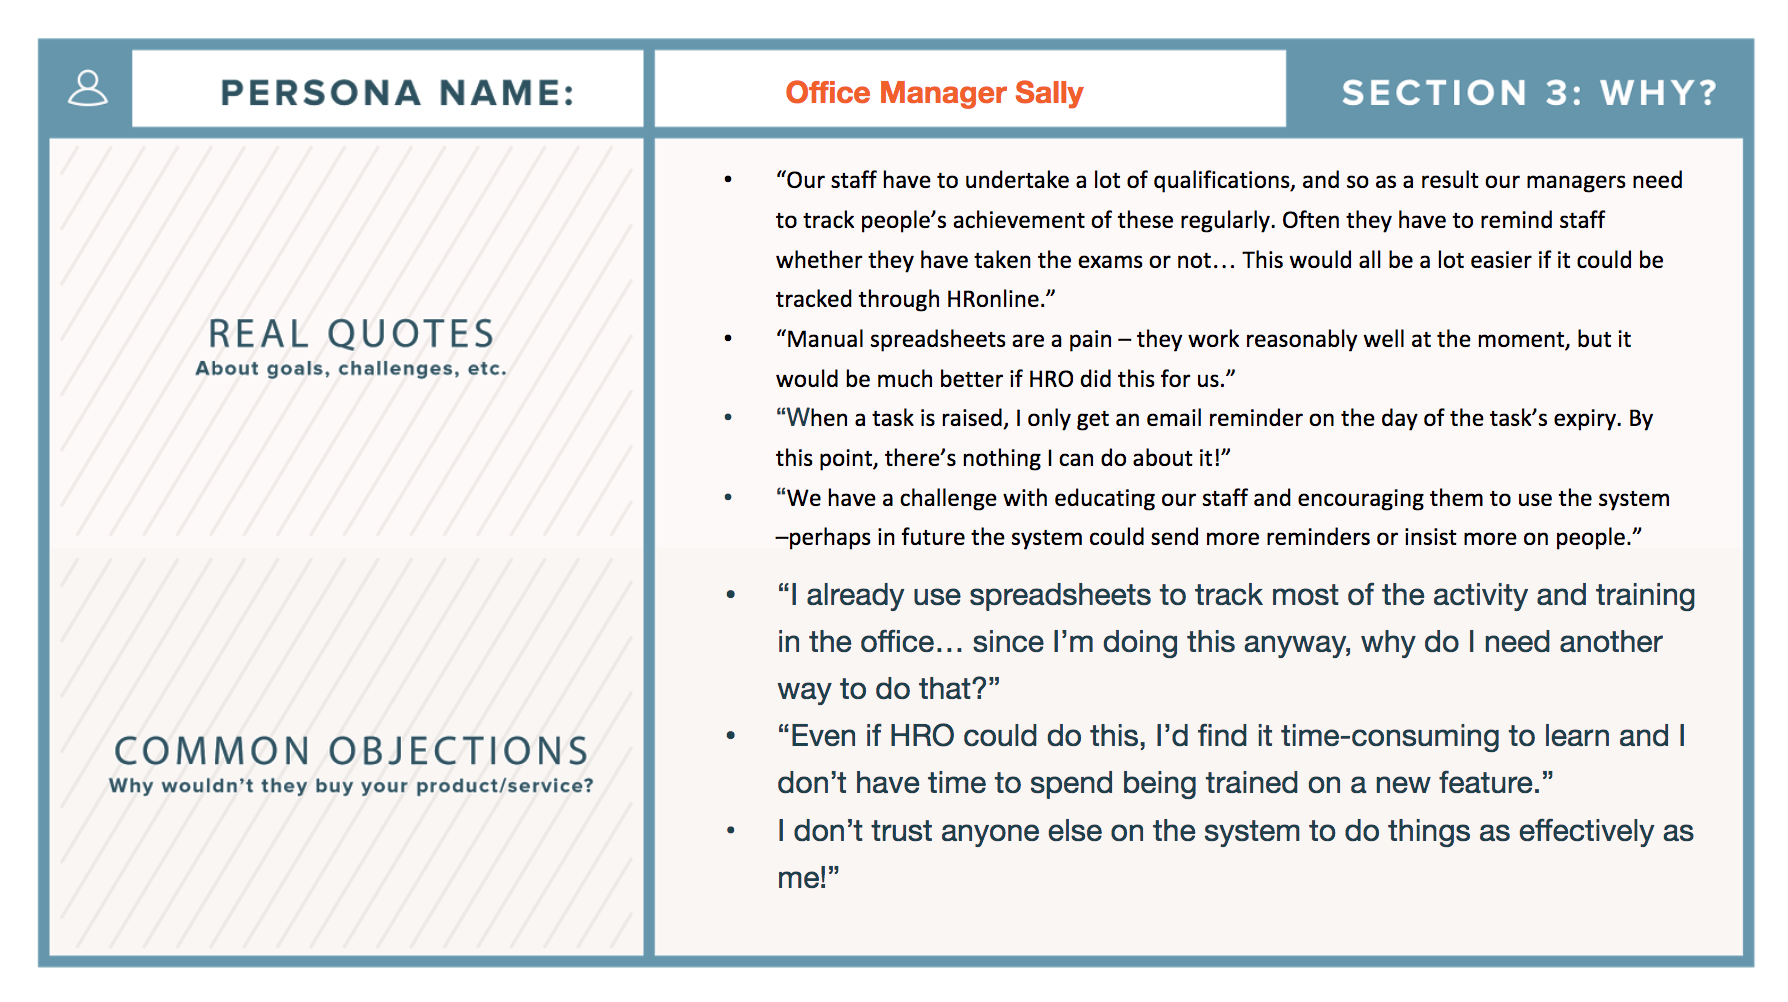 PERSONA NAME:
Office Manager Sally
SECTION 3: WHY?
REAL QUOTES
About goals, challenges, etc.
• “Our staff have to undertake a lot of qualifications, and so as a result our managers need
to track people’s achievement of these regularly. Often they have to remind staff
whether they have taken the exams or not… This would all be a lot easier if it could be
tracked through HRonline.”
• “Manual spreadsheets are a pain – they work reasonably well at the moment, but it
would be much better if HRO did this for us.”
• “When a task is raised, I only get an email reminder on the day of the task’s expiry. By
this point, there’s nothing I can do about it!”
• “We have a challenge with educating our staff and encouraging them to use the system
–perhaps in future the system could send more reminders or insist more on people.”
COMMON OBJECTIONS
Why wouldn’t they buy your product/service?
• “I already use spreadsheets to track most of the activity and training
in the office… since I’m doing this anyway, why do I need another
way to do that?”
• “Even if HRO could do this, I’d find it time-consuming to learn and I
don’t have time to spend being trained on a new feature.”
• I don’t trust anyone else on the system to do things as effectively as
me!”